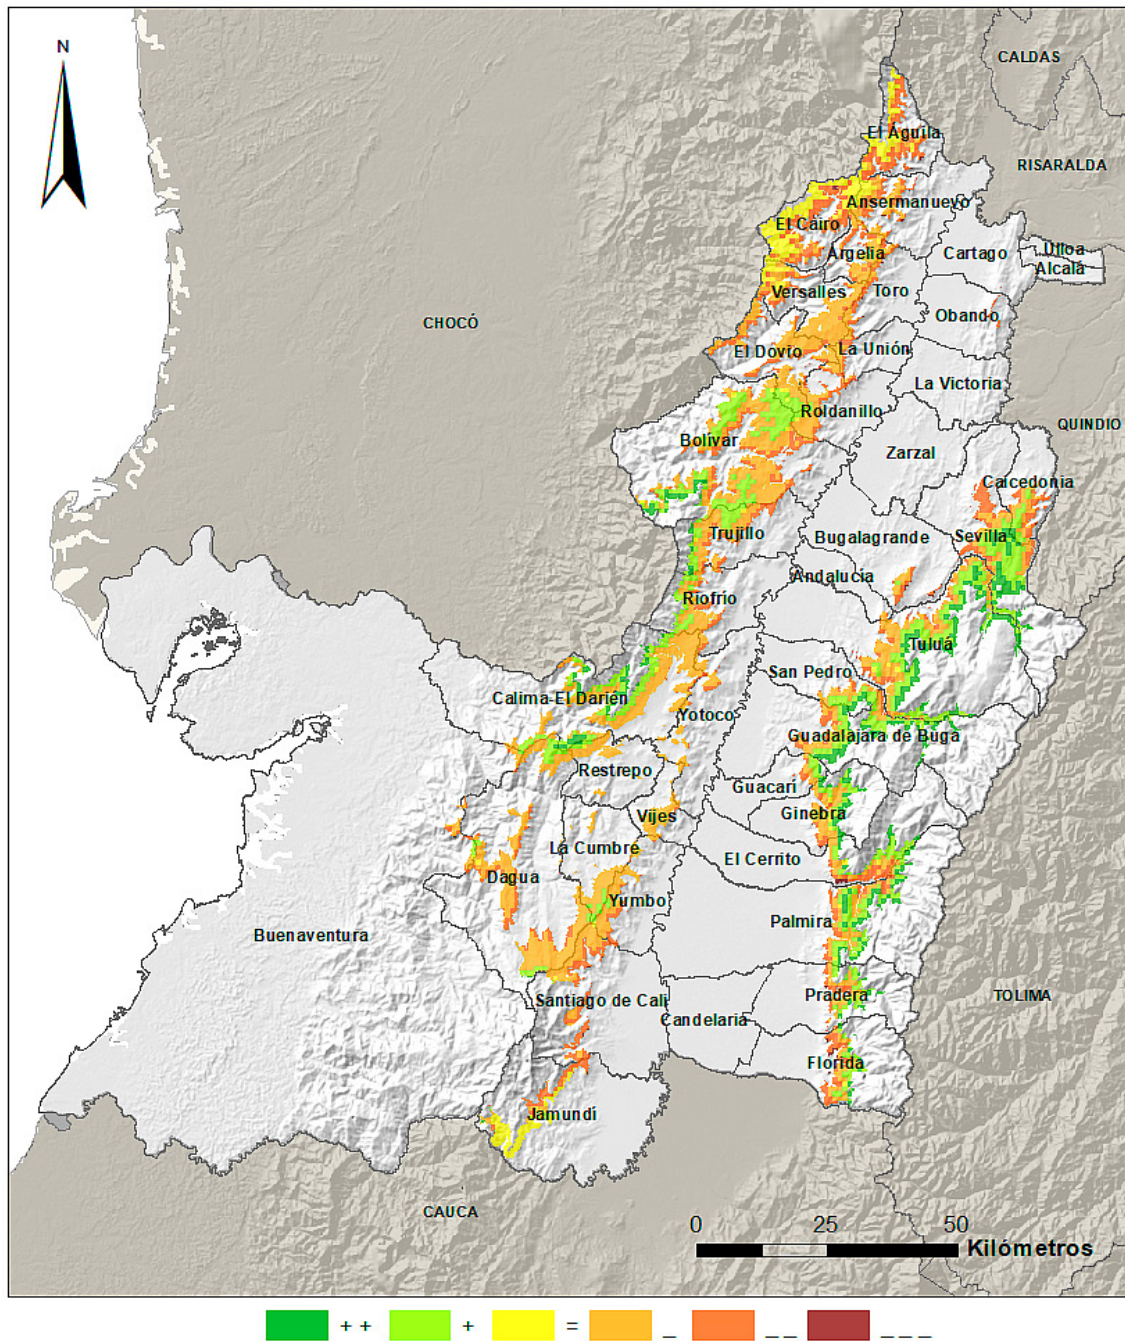 N
CALDAS
El Águila
RISARALDA
Ansermanuevo
El Cairo
Argelia
Cartago
Ulloa
Alcalá
Versalles
Toro
Obando
CHOCÓ
El Dovio
La Unión
La Victoria
Roldanillo
QUINDIO
Bolívar
Zarzal
Caicedonia
Trujillo
Bugalagrande
Sevilla
Andalucía
Riofrío
Tuluá
San Pedro
Calima-El Darién
Yotoco
Guadalajara de Buga
Restrepo
Guacarí
Vijes
Ginebra
La Cumbre
El Cerrito
Dagua
Yumbo
Palmira
Buenaventura
Pradera
TOLIMA
Santiago de Cali
Candelaria
Florida
Jamundí
CAUCA
0 25 50
Kilómetros
+ + + = _ _ _ _ _ _